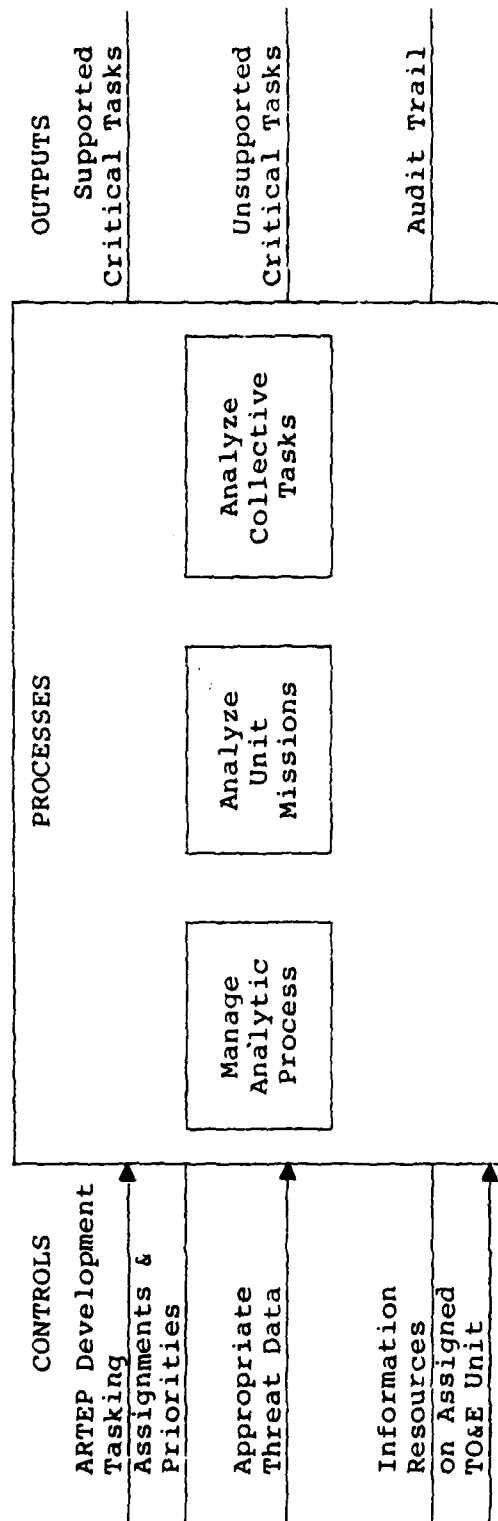 CONTROLS
ARTEP Development
Tasking
Assignments &
Priorities
Appropriate
Threat Data
Information
Resources
on Assigned
TO&E Unit
PROCESSES
Manage
Analytic
Process
Analyze
Unit
Missions
Analyze
Collective
Tasks
OUTPUTS
Supported
Critical Tasks
Unsupported
Critical Tasks
Audit Trail